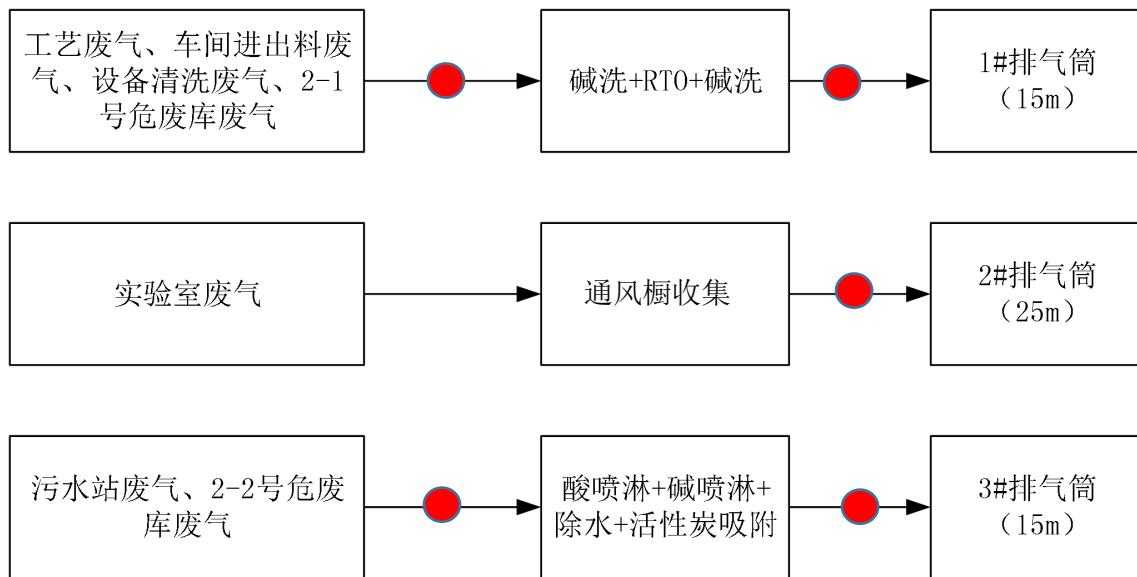 工艺废气、车间进出料废
气、设备清洗废气、2-1
号危废库废气
碱洗+RTO+碱洗
1#排气筒
（15m）
实验室废气
通风橱收集
2#排气筒
（25m）
污水站废气、2-2号危废
库废气
酸喷淋+碱喷淋+
除水+活性炭吸附
3#排气筒
（15m）